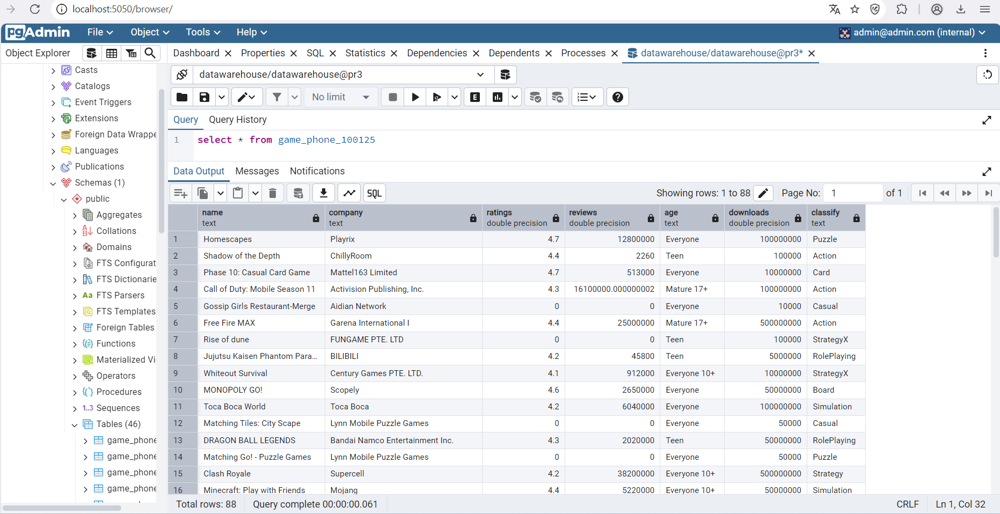 localhost:5050/browser/
pgAdmin File Object Tools Help admin@admin.com (internal)
Object Explorer Dashboard Properties SQL Statistics Dependencies Dependents Processes datawarehouse/datawarehouse@pr3*
Casts
Catalogs
Event Triggers
Extensions
Foreign Data Wrappe
Languages
Publications
Schemas (1)
public
Aggregates
Collations
Domains
FTS Configurat
FTS Dictionarie
Aa FTS Parsers
FTS Templates
Foreign Tables
Functions
Materialized Vi
Operators
Procedures
1..3 Sequences
Tables (46)
game_phone
game_phone
game_phone
game_phone
datawarehouse/datawarehouse@pr3
No limit E
Query Query History
1 select * from game_phone_100125
Data Output Messages Notifications
SQL Showing rows: 1 to 88 Page No: 1 of 1
name company ratings reviews age downloads classify
text text double precision double precision text double precision text
1 Homescapes Playrix 4.7 12800000 Everyone 100000000 Puzzle
2 Shadow of the Depth ChillyRoom 4.4 2260 Teen 100000 Action
3 Phase 10: Casual Card Game Mattel163 Limited 4.7 513000 Everyone 10000000 Card
4 Call of Duty: Mobile Season 11 Activision Publishing, Inc. 4.3 16100000.000000002 Mature 17+ 100000000 Action
5 Gossip Girls Restaurant-Merge Aidian Network 0 0 Everyone 10000 Casual
6 Free Fire MAX Garena International I 4.4 25000000 Mature 17+ 500000000 Action
7 Rise of dune FUNGAME PTE. LTD 0 0 Teen 100000 StrategyX
8 Jujutsu Kaisen Phantom Para... BILIBILI 4.2 45800 Teen 5000000 RolePlaying
9 Whiteout Survival Century Games PTE. LTD. 4.1 912000 Everyone 10+ 10000000 StrategyX
10 MONOPOLY GO! Scopely 4.6 2650000 Everyone 50000000 Board
11 Toca Boca World Toca Boca 4.2 6040000 Everyone 100000000 Simulation
12 Matching Tiles: City Scape Lynn Mobile Puzzle Games 0 0 Everyone 50000 Casual
13 DRAGON BALL LEGENDS Bandai Namco Entertainment Inc. 4.3 2020000 Teen 50000000 RolePlaying
14 Matching Go! - Puzzle Games Lynn Mobile Puzzle Games 0 0 Everyone 50000 Puzzle
15 Clash Royale Supercell 4.2 38200000 Everyone 10+ 500000000 Strategy
16 Minecraft: Play with Friends Mojang 4.4 5220000 Everyone 10+ 50000000 Simulation
Total rows: 88 Query complete 00:00:00.061 CRLF Ln 1, Col 32